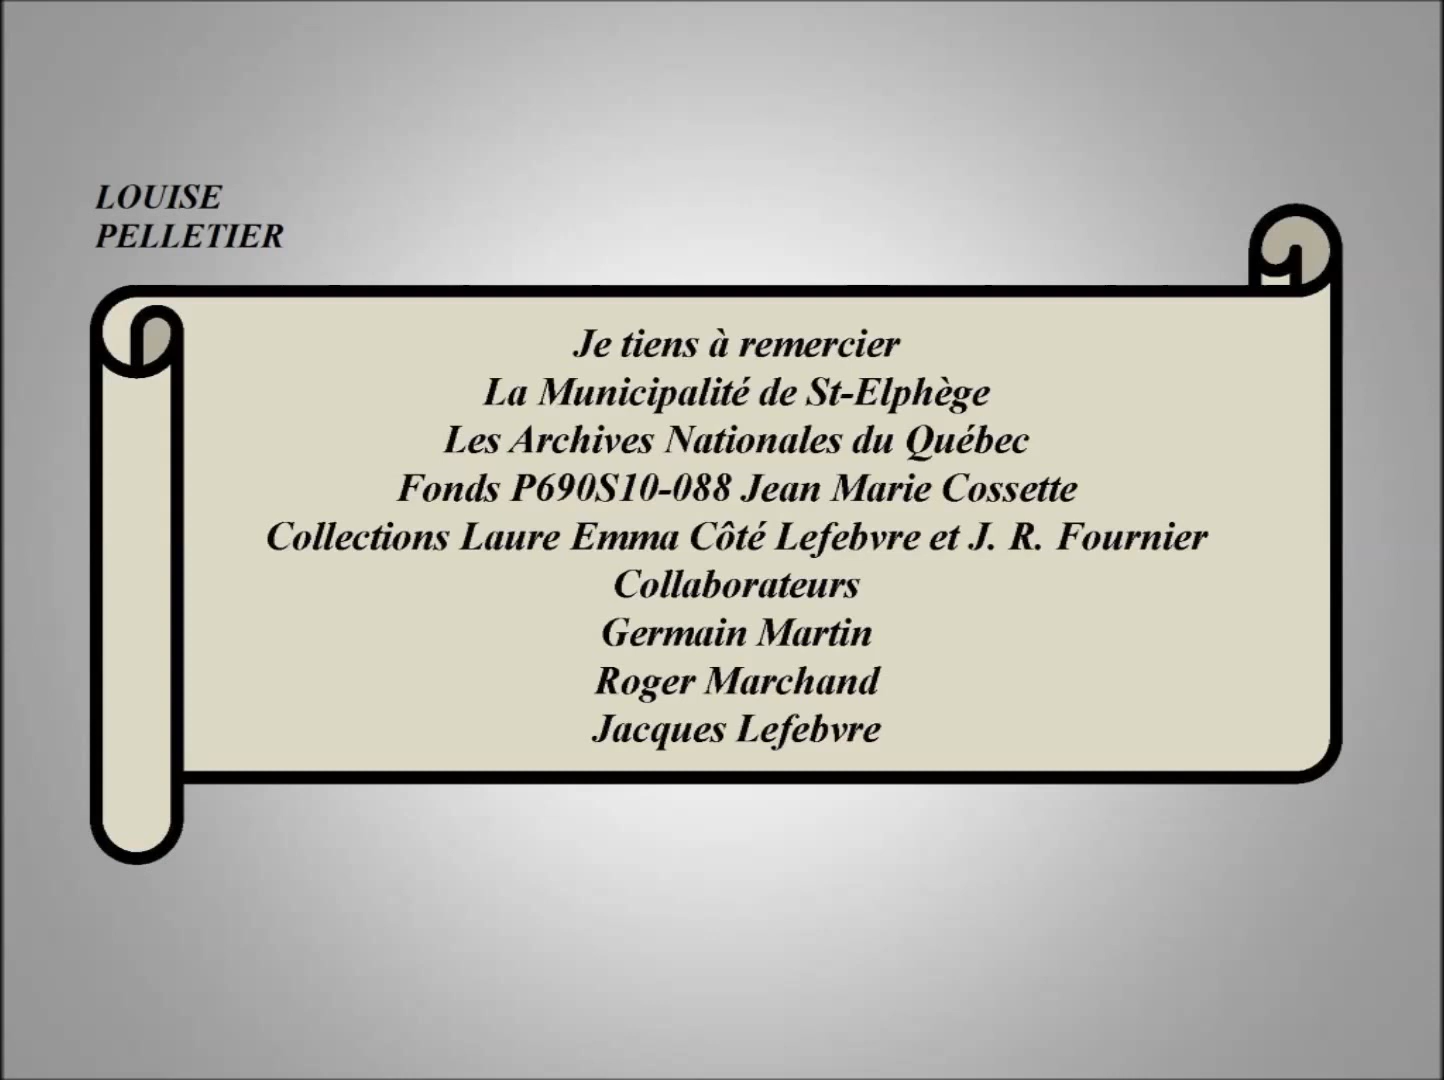 LOUISE
PELLETIER
Je tiens à remercier
La Municipalité de St-Elphège
Les Archives Nationales du Québec
Fonds P690S10-088 Jean Marie Cossette
Collections Laure Emma Côté Lefebvre et J. R. Fournier
Collaborateurs
Germain Martin
Roger Marchand
Jacques Lefebvre